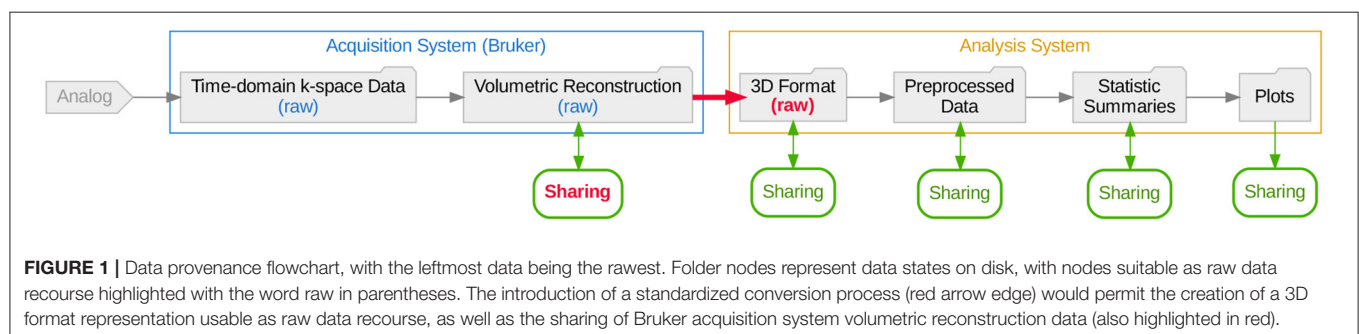 Acquisition System (Bruker)
Analysis System
Analog
Time-domain k-space Data
(raw)
Volumetric Reconstruction
(raw)
3D Format
(raw)
Preprocessed
Data
Statistic
Summaries
Plots
Sharing
Sharing
Sharing
Sharing
Sharing
FIGURE 1 | Data provenance flowchart, with the leftmost data being the rawest. Folder nodes represent data states on disk, with nodes suitable as raw data
recourse highlighted with the word raw in parentheses. The introduction of a standardized conversion process (red arrow edge) would permit the creation of a 3D
format representation usable as raw data recourse, as well as the sharing of Bruker acquisition system volumetric reconstruction data (also highlighted in red).